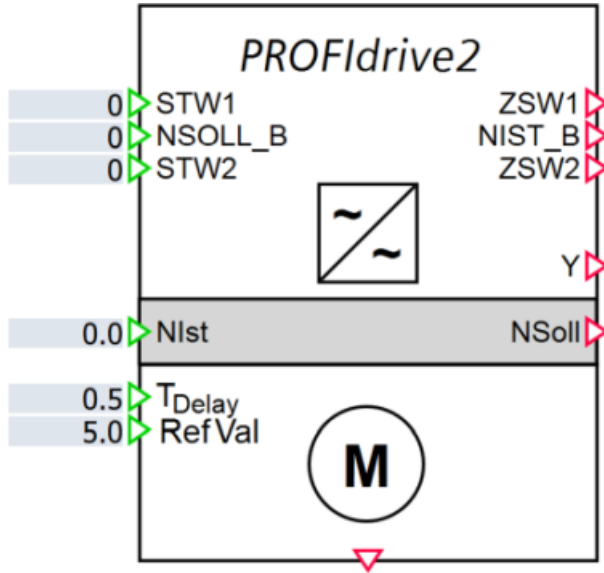 PROFIdrive2
0 STW1 ZSW1
0 NSOLL_B NIST_B
0 STW2 ZSW2
~
~
Y
0.0 NIst NSoll
0.5 TDelay
5.0 RefVal
M